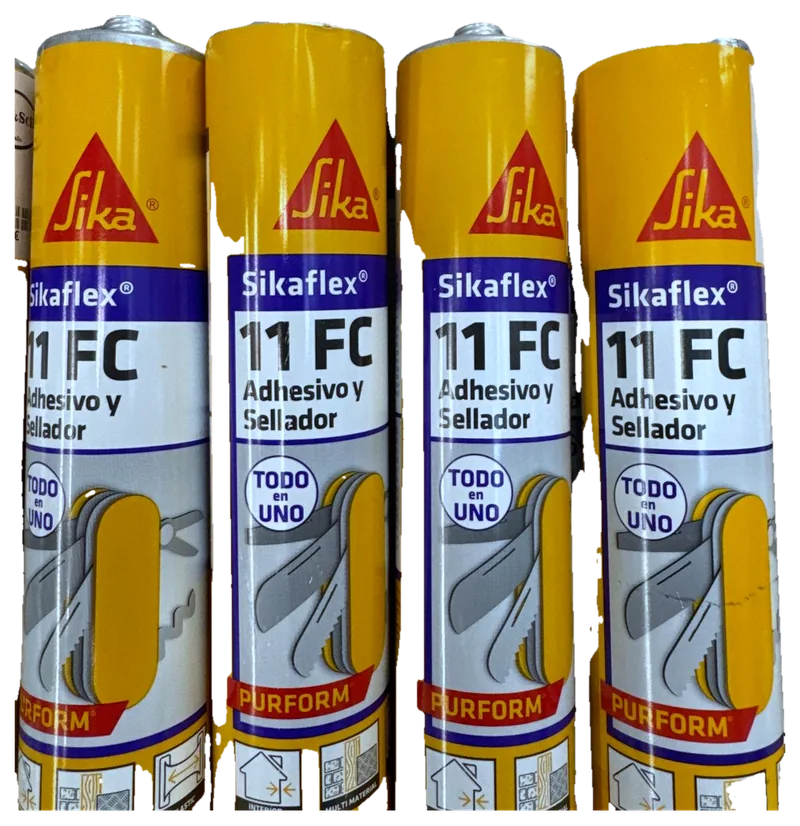 Sika®
Sikaflex®
11 FC
Adhesivo y
Sellador
TODO
en
UNO
PURFORM
Sika®
Sikaflex®
11 FC
Adhesivo y
Sellador
TODO
en
UNO
PURFORM
INTERIOR
MULTI MATERIAL
Sika®
Sikaflex®
11 FC
Adhesivo y
Sellador
TODO
en
UNO
PURFORM
Sika®
Sikaflex®
11 FC
Adhesivo y
Sellador
TODO
en
UNO
PURFORM